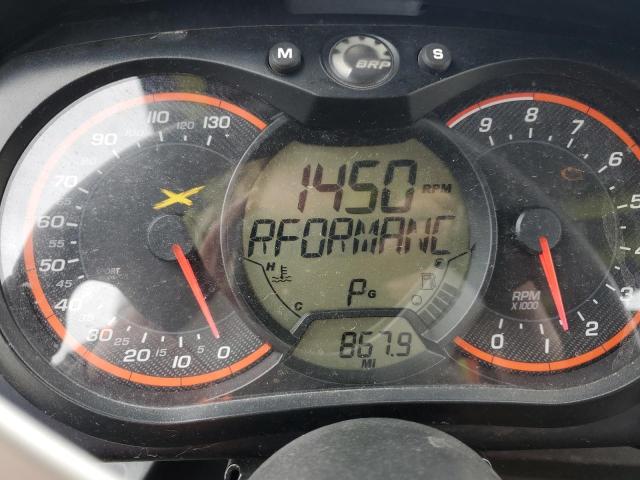 M BRP S
110 120 130
90 100
70
60
55
50
45
40
30 25 20 15 10 5 0
SPORT
X
1450 RPM
RFORMANC
H E F
C PG
867.9
MI
9 8 7
6
5
4
3
RPM
X1000
0 1 2